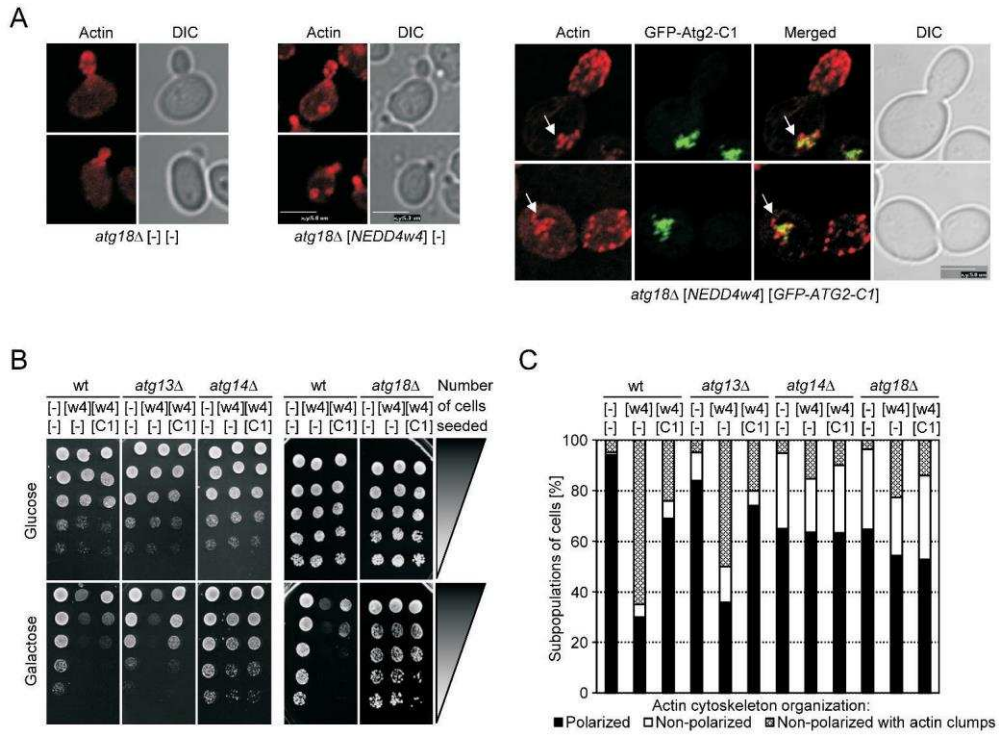 A
Actin DIC Actin DIC Actin GFP-Atg2-C1 Merged DIC
atg18Δ [-] [-] atg18Δ [NEDD4w4] [-]
atg18Δ [NEDD4w4] [GFP-ATG2-C1]
B
wt atg13Δ atg14Δ wt atg18Δ Number
[-] [w4] [w4] [-] [w4] [w4] [-] [w4] [w4] [-] [w4] [w4] [-] [w4] [w4] of cells
[-] [-] [C1] [-] [-] [C1] [-] [-] [C1] [-] [-] [C1] [-] [-] [C1] seeded
Glucose
Galactose
C
wt atg13Δ atg14Δ atg18Δ
[-] [w4] [w4] [-] [w4] [w4] [-] [w4] [w4] [-] [w4] [w4]
[-] [-] [C1] [-] [-] [C1] [-] [-] [C1] [-] [-] [C1]
100
80
60
40
20
0
Subpopulations of cells [%]
Actin cytoskeleton organization:
Polarized Non-polarized Non-polarized with actin clumps